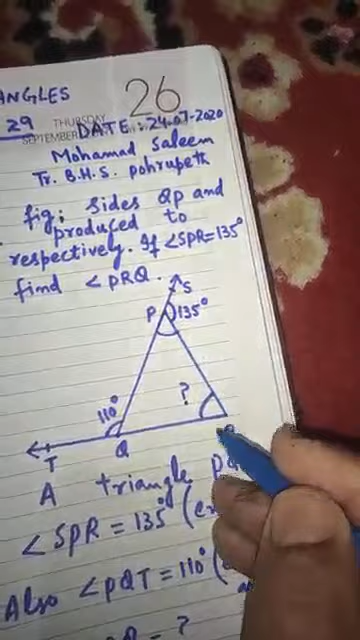 ANGLES
26
29 THURSDAY
SEPTEMBER DATE: 24-07-2020
Mohamad Saleem
Tr. B.H.S. pohrupeth
fig; Sides QP and
produced to
respectively. If ∠SPR=135°
find ∠PRQ.
S
P 135°
110° ?
T Q
A triangle
∠SPR = 135°
Also ∠PQT = 110°
= ?